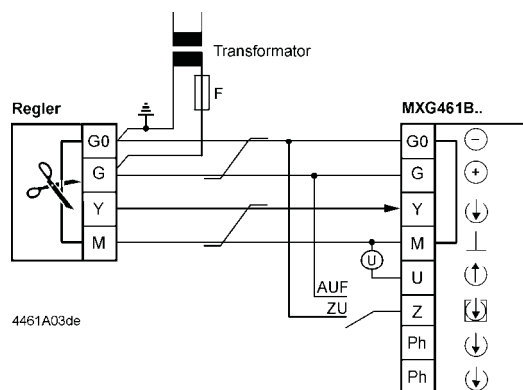 Transformator
F
Regler
MXG461B..
G0
G
Y
M
G0
G
Y
M
U
U
AUF
ZU
Z
Ph
Ph
4461A03de